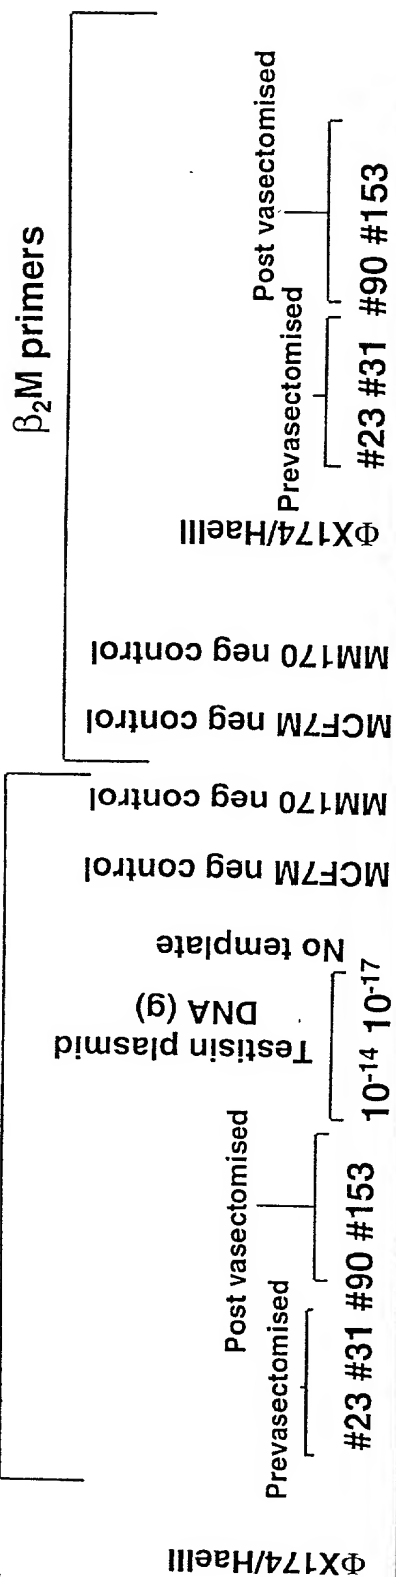 ΦX174/HaeIII
Prevasectomised
#23 #31
Post vasectomised
#90 #153
Testisin plasmid
DNA (g)
10⁻¹⁴ 10⁻¹⁷
No template
MCF7M neg control
MM170 neg control
β₂M primers
MCF7M neg control
MM170 neg control
ΦX174/HaeIII
Prevasectomised
#23 #31
Post vasectomised
#90 #153